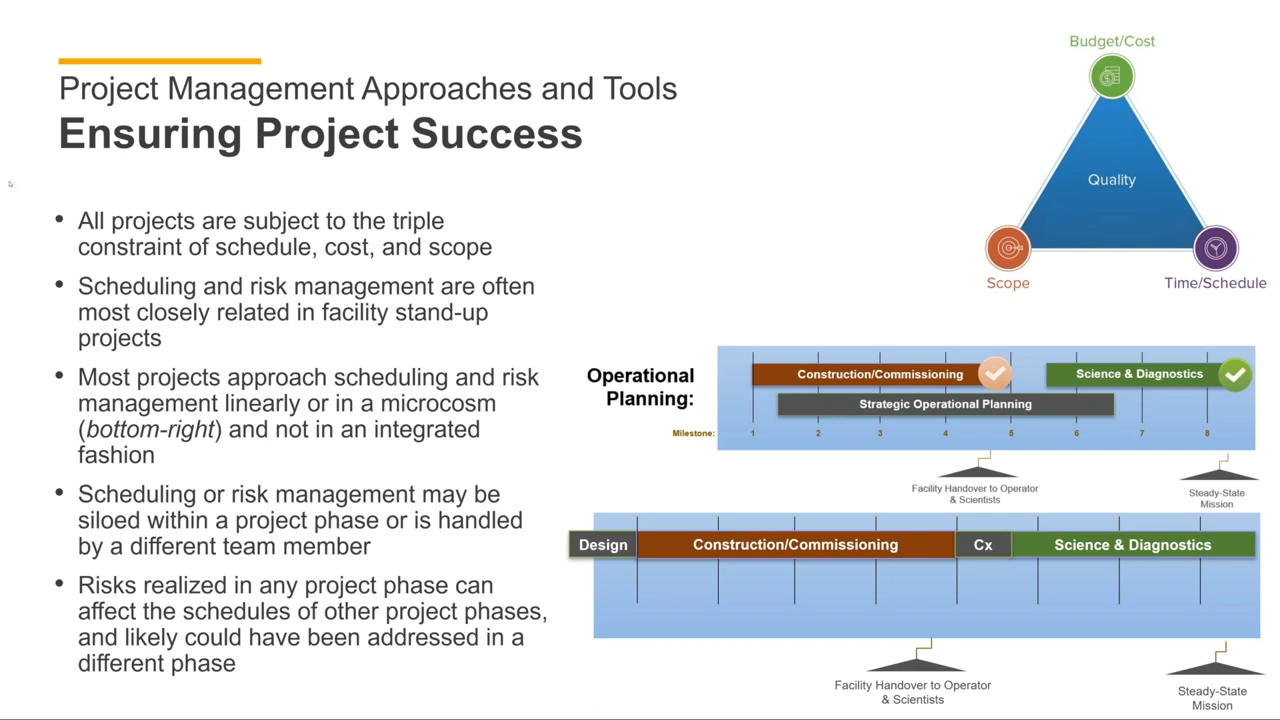 Project Management Approaches and Tools
Ensuring Project Success
• All projects are subject to the triple
constraint of schedule, cost, and scope
• Scheduling and risk management are often
most closely related in facility stand-up
projects
• Most projects approach scheduling and risk
management linearly or in a microcosm
(bottom-right) and not in an integrated
fashion
• Scheduling or risk management may be
siloed within a project phase or is handled
by a different team member
• Risks realized in any project phase can
affect the schedules of other project phases,
and likely could have been addressed in a
different phase
Budget/Cost
Quality
Scope
Time/Schedule
Operational
Planning:
Construction/Commissioning
Science & Diagnostics
Strategic Operational Planning
Milestone: 1 2 3 4 5 6 7 8
Facility Handover to Operator
& Scientists
Steady-State
Mission
Design
Construction/Commissioning
Cx
Science & Diagnostics
Facility Handover to Operator
& Scientists
Steady-State
Mission